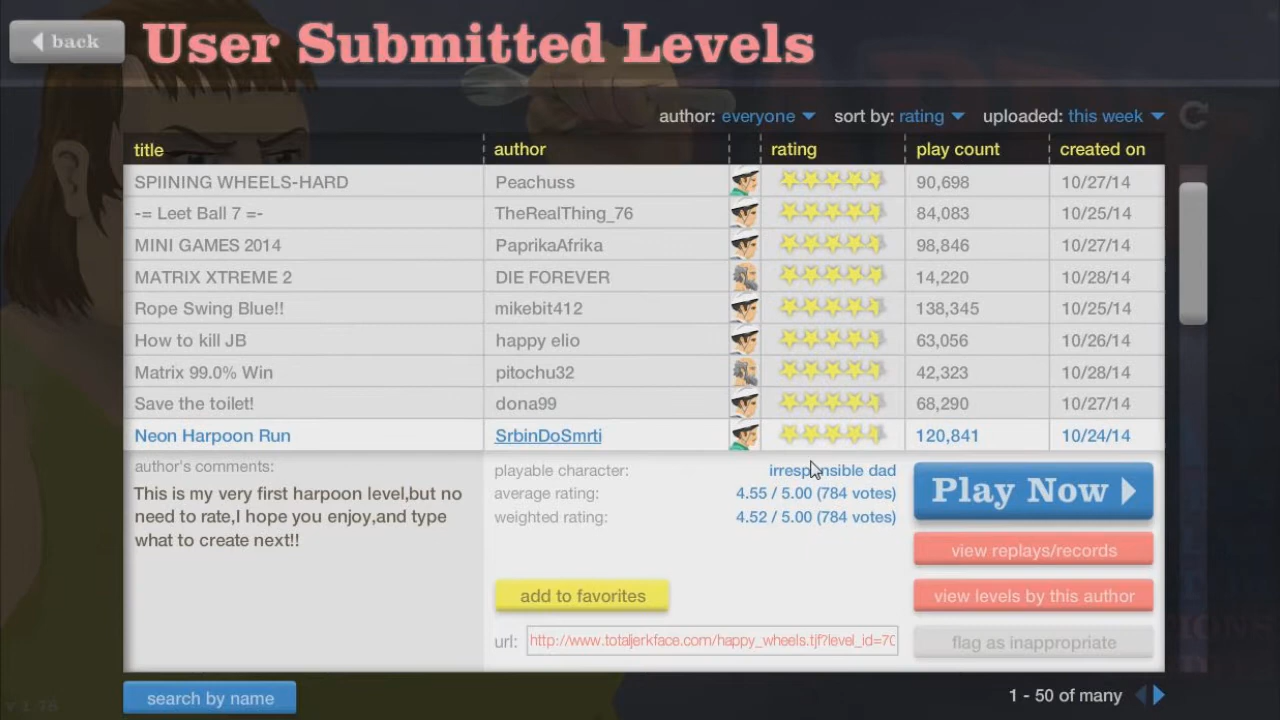 back
User Submitted Levels
author: everyone sort by: rating uploaded: this week
title author rating play count created on
SPIINING WHEELS-HARD Peachuss 90,698 10/27/14
-= Leet Ball 7 =- TheRealThing_76 84,083 10/25/14
MINI GAMES 2014 PaprikaAfrika 98,846 10/27/14
MATRIX XTREME 2 DIE FOREVER 14,220 10/28/14
Rope Swing Blue!! mikebit412 138,345 10/25/14
How to kill JB happy elio 63,056 10/26/14
Matrix 99.0% Win pitochu32 42,323 10/28/14
Save the toilet! dona99 68,290 10/27/14
Neon Harpoon Run SrbinDoSmrti 120,841 10/24/14
author's comments:
This is my very first harpoon level,but no
need to rate,I hope you enjoy,and type
what to create next!!
playable character: irresponsible dad
average rating: 4.55 / 5.00 (784 votes)
weighted rating: 4.52 / 5.00 (784 votes)
add to favorites
url: http://www.totaljerkface.com/happy_wheels.tjf?level_id=70
Play Now
view replays/records
view levels by this author
flag as inappropriate
search by name
1 - 50 of many
v 1.76